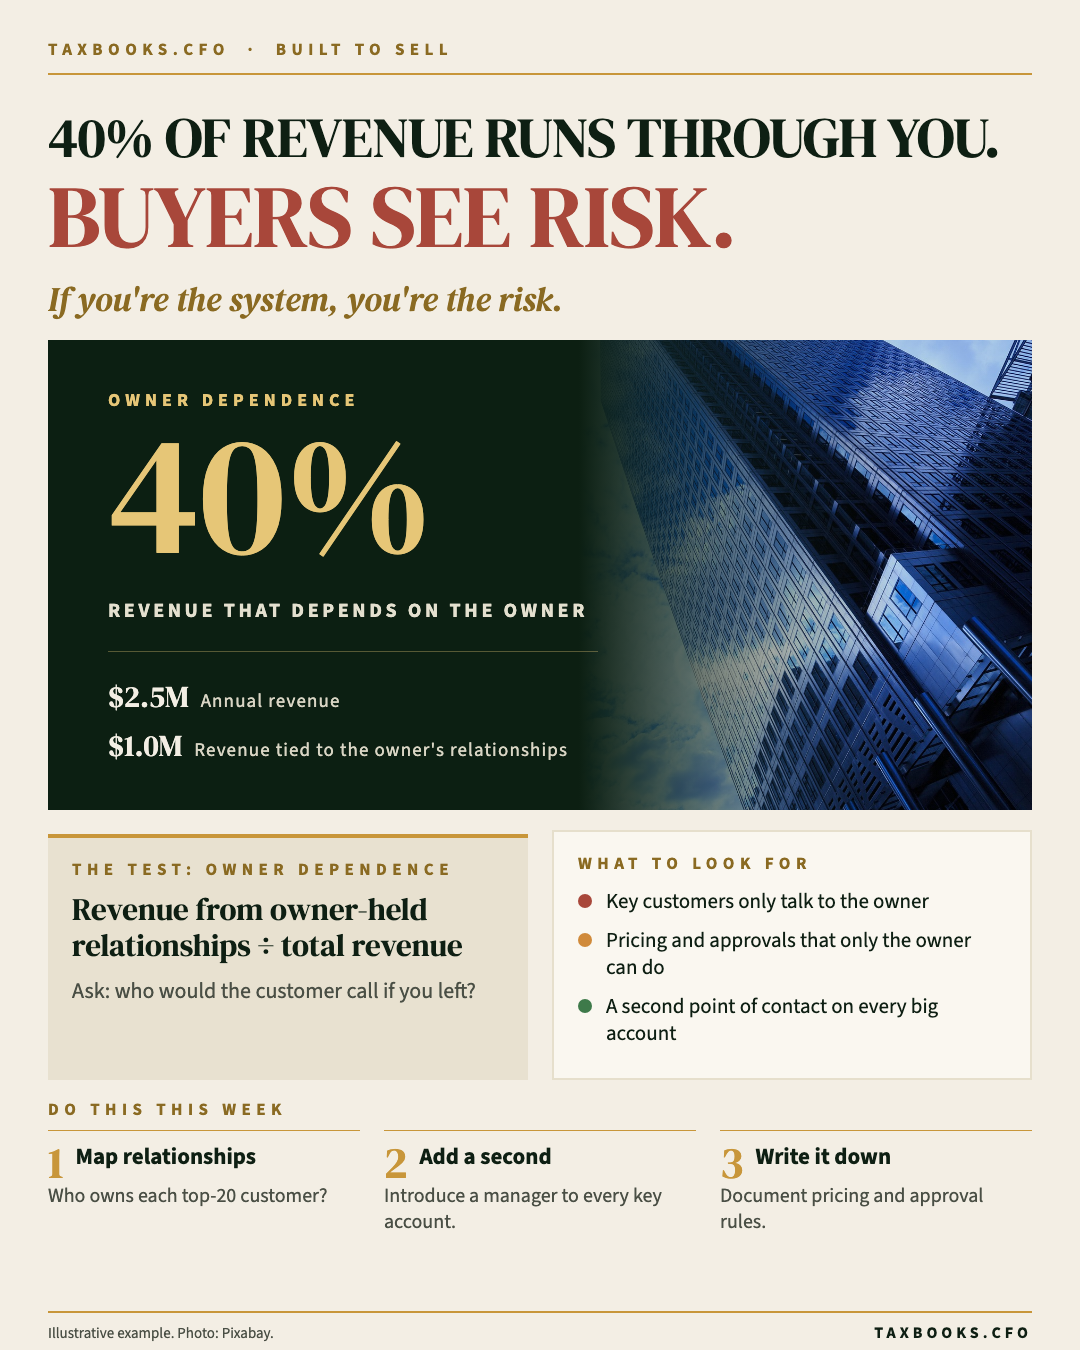 TAXBOOKS.CFO · BUILT TO SELL
40% OF REVENUE RUNS THROUGH YOU.
BUYERS SEE RISK.
If you're the system, you're the risk.
OWNER DEPENDENCE
40%
REVENUE THAT DEPENDS ON THE OWNER
$2.5M Annual revenue
$1.0M Revenue tied to the owner's relationships
THE TEST: OWNER DEPENDENCE
Revenue from owner-held
relationships ÷ total revenue
Ask: who would the customer call if you left?
WHAT TO LOOK FOR
Key customers only talk to the owner
Pricing and approvals that only the owner
can do
A second point of contact on every big
account
DO THIS THIS WEEK
1 Map relationships
Who owns each top-20 customer?
2 Add a second
Introduce a manager to every key
account.
3 Write it down
Document pricing and approval
rules.
Illustrative example. Photo: Pixabay.
TAXBOOKS.CFO